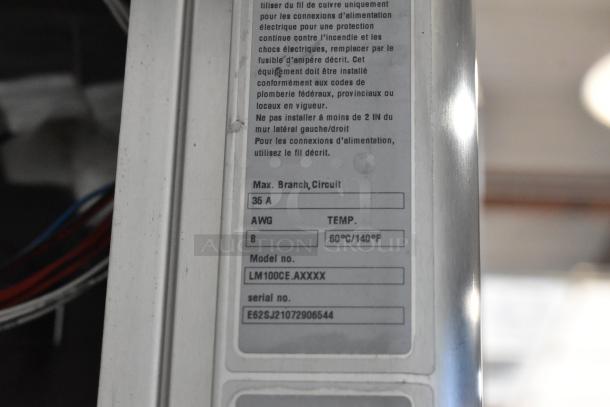 tiliser du fil de cuivre uniquement
pour les connexions d'alimentation
électrique pour une protection
continue contre l'incendie et les
chocs électriques, remplacer par le
fusible d'ampère décrit. Cet
équipement doit être installé
conformément aux codes de
plomberie fédéraux, provinciaux ou
locaux en vigueur.
Ne pas installer à moins de 2 IN du
mur latéral gauche/droit
Pour les connexions d'alimentation,
utilisez le fil décrit.
Max. Branch Circuit
35 A
AWG TEMP.
8 60°C/140°F
AUCTION GROUP
Model no.
LM100CE.AXXXX
serial no.
E62SJ21072906544